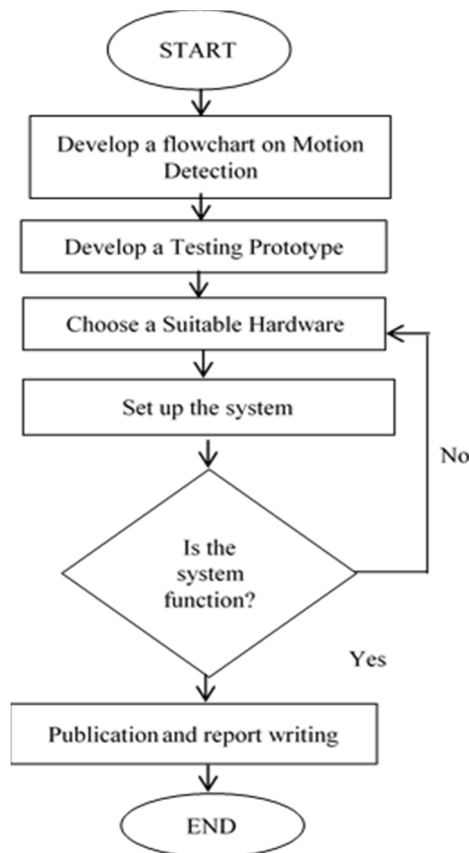 START
Develop a flowchart on Motion
Detection
Develop a Testing Prototype
Choose a Suitable Hardware
Set up the system
No
Is the
system
function?
Yes
Publication and report writing
END